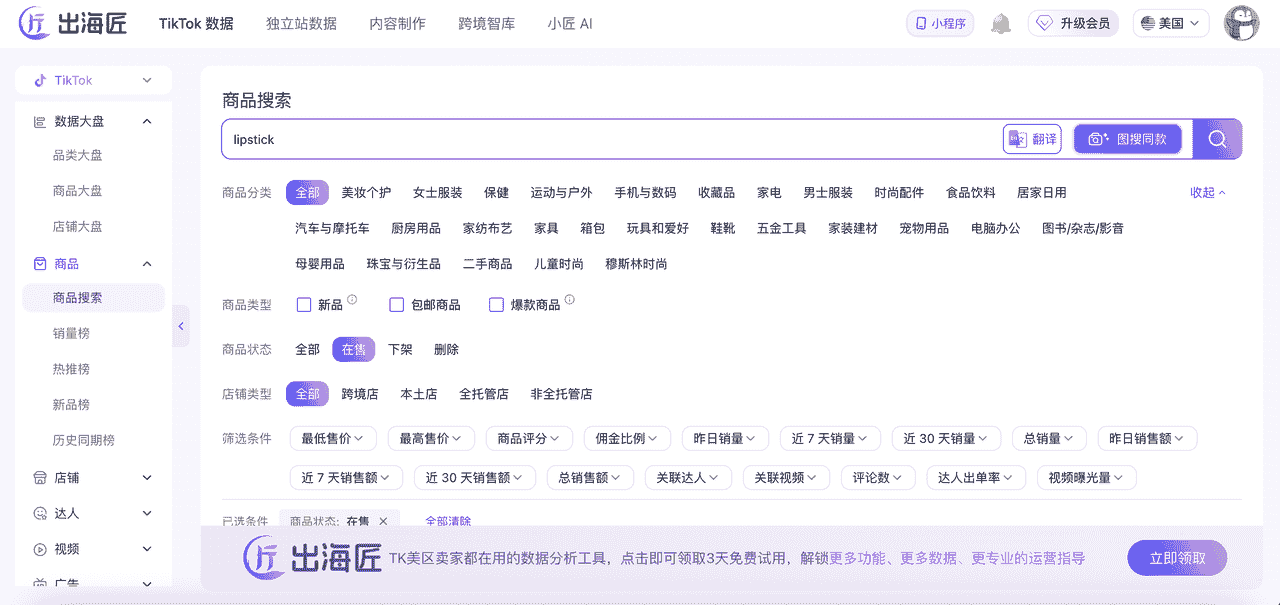 出海匠 TikTok 数据 独立站数据 内容制作 跨境智库 小匠 AI 小程序 升级会员 美国
TikTok
数据大盘
品类大盘
商品大盘
店铺大盘
商品
商品搜索
销量榜
热推榜
新品榜
历史同期榜
店铺
达人
视频
广告
商品搜索
lipstick 翻译 图搜同款
商品分类 全部 美妆个护 女士服装 保健 运动与户外 手机与数码 收藏品 家电 男士服装 时尚配件 食品饮料 居家日用 收起
汽车与摩托车 厨房用品 家纺布艺 家具 箱包 玩具和爱好 鞋靴 五金工具 家装建材 宠物用品 电脑办公 图书/杂志/影音
母婴用品 珠宝与衍生品 二手商品 儿童时尚 穆斯林时尚
商品类型 新品 包邮商品 爆款商品
商品状态 全部 在售 下架 删除
店铺类型 全部 跨境店 本土店 全托管店 非全托管店
筛选条件 最低售价 最高售价 商品评分 佣金比例 昨日销量 近 7 天销量 近 30 天销量 总销量 昨日销售额
近 7 天销售额 近 30 天销售额 总销售额 关联达人 关联视频 评论数 达人出单率 视频曝光量
已选条件 商品状态: 在售 全部清除
出海匠 TK美区卖家都在用的数据分析工具，点击即可领取3天免费试用，解锁更多功能、更多数据、更专业的运营指导 立即领取